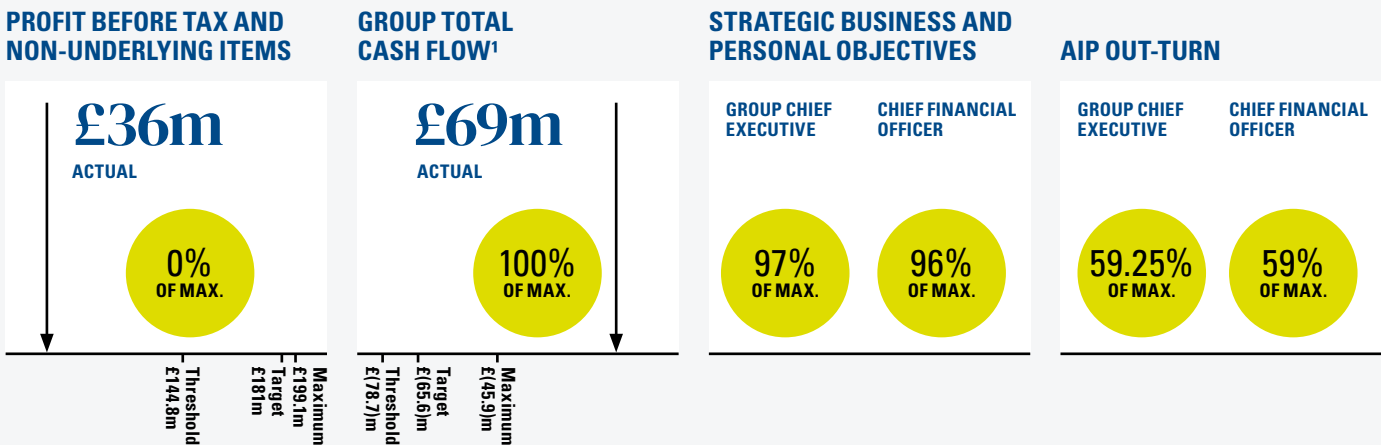 PROFIT BEFORE TAX AND
NON-UNDERLYING ITEMS
£36m
ACTUAL
0%
OF MAX.
Threshold
£144.8m
Target
£181m
Maximum
£199.1m
GROUP TOTAL
CASH FLOW¹
£69m
ACTUAL
100%
OF MAX.
Threshold
£(78.7)m
Target
£(65.6)m
Maximum
£(45.9)m
STRATEGIC BUSINESS AND
PERSONAL OBJECTIVES
GROUP CHIEF
EXECUTIVE
97%
OF MAX.
CHIEF FINANCIAL
OFFICER
96%
OF MAX.
AIP OUT-TURN
GROUP CHIEF
EXECUTIVE
59.25%
OF MAX.
CHIEF FINANCIAL
OFFICER
59%
OF MAX.